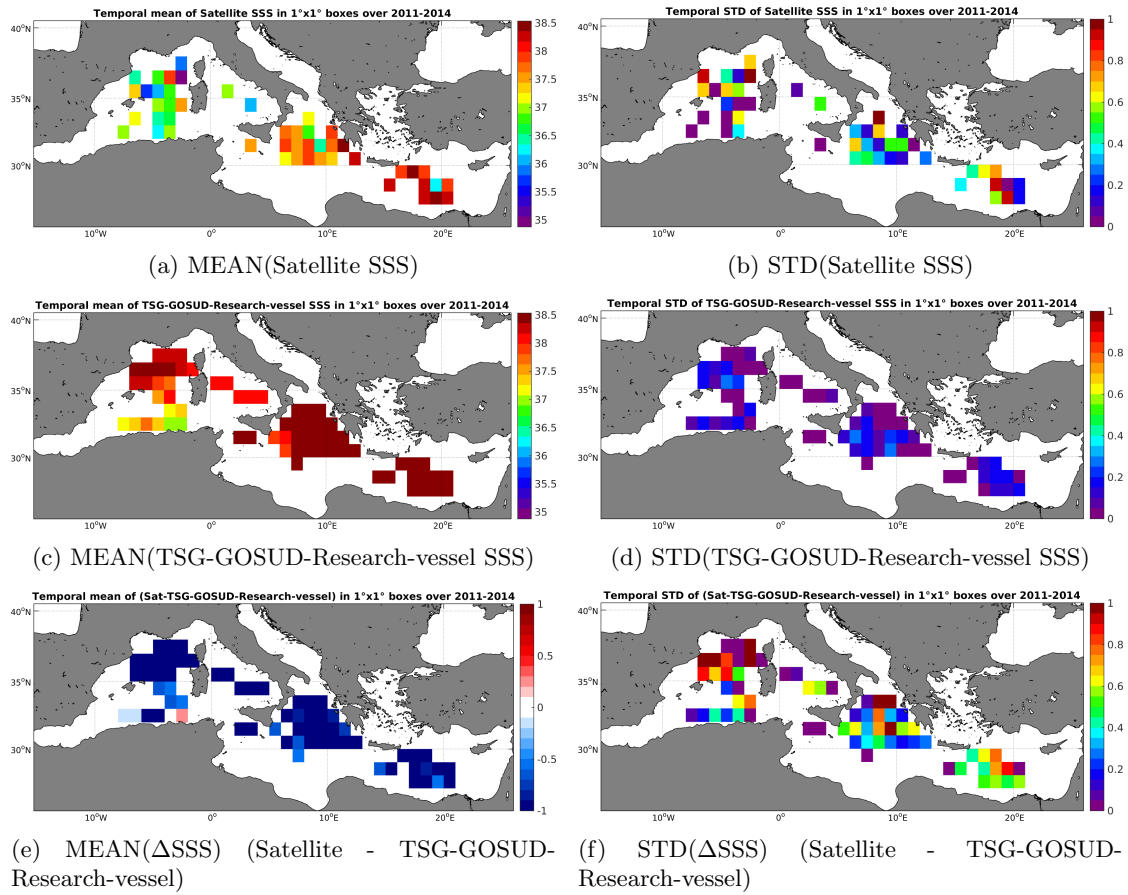 Temporal mean of Satellite SSS in 1°x1° boxes over 2011-2014
40°N
35°N
30°N
10°W
0°
10°E
20°E
38.5
38
37.5
37
36.5
36
35.5
35
(a) MEAN(Satellite SSS)
Temporal STD of Satellite SSS in 1°x1° boxes over 2011-2014
40°N
35°N
30°N
10°W
0°
10°E
20°E
1
0.8
0.6
0.4
0.2
0
(b) STD(Satellite SSS)
Temporal mean of TSG-GOSUD-Research-vessel SSS in 1°x1° boxes over 2011-2014
40°N
35°N
30°N
10°W
0°
10°E
20°E
38.5
38
37.5
37
36.5
36
35.5
35
(c) MEAN(TSG-GOSUD-Research-vessel SSS)
Temporal STD of TSG-GOSUD-Research-vessel SSS in 1°x1° boxes over 2011-2014
40°N
35°N
30°N
10°W
0°
10°E
20°E
1
0.8
0.6
0.4
0.2
0
(d) STD(TSG-GOSUD-Research-vessel SSS)
Temporal mean of (Sat-TSG-GOSUD-Research-vessel) in 1°x1° boxes over 2011-2014
40°N
35°N
30°N
10°W
0°
10°E
20°E
1
0.5
0.3
0.1
-0
-0.1
-0.3
-0.5
-1
(e) MEAN(ΔSSS) (Satellite - TSG-GOSUD-
Research-vessel)
Temporal STD of (Sat-TSG-GOSUD-Research-vessel) in 1°x1° boxes over 2011-2014
40°N
35°N
30°N
10°W
0°
10°E
20°E
1
0.8
0.6
0.4
0.2
0
(f) STD(ΔSSS) (Satellite - TSG-GOSUD-
Research-vessel)